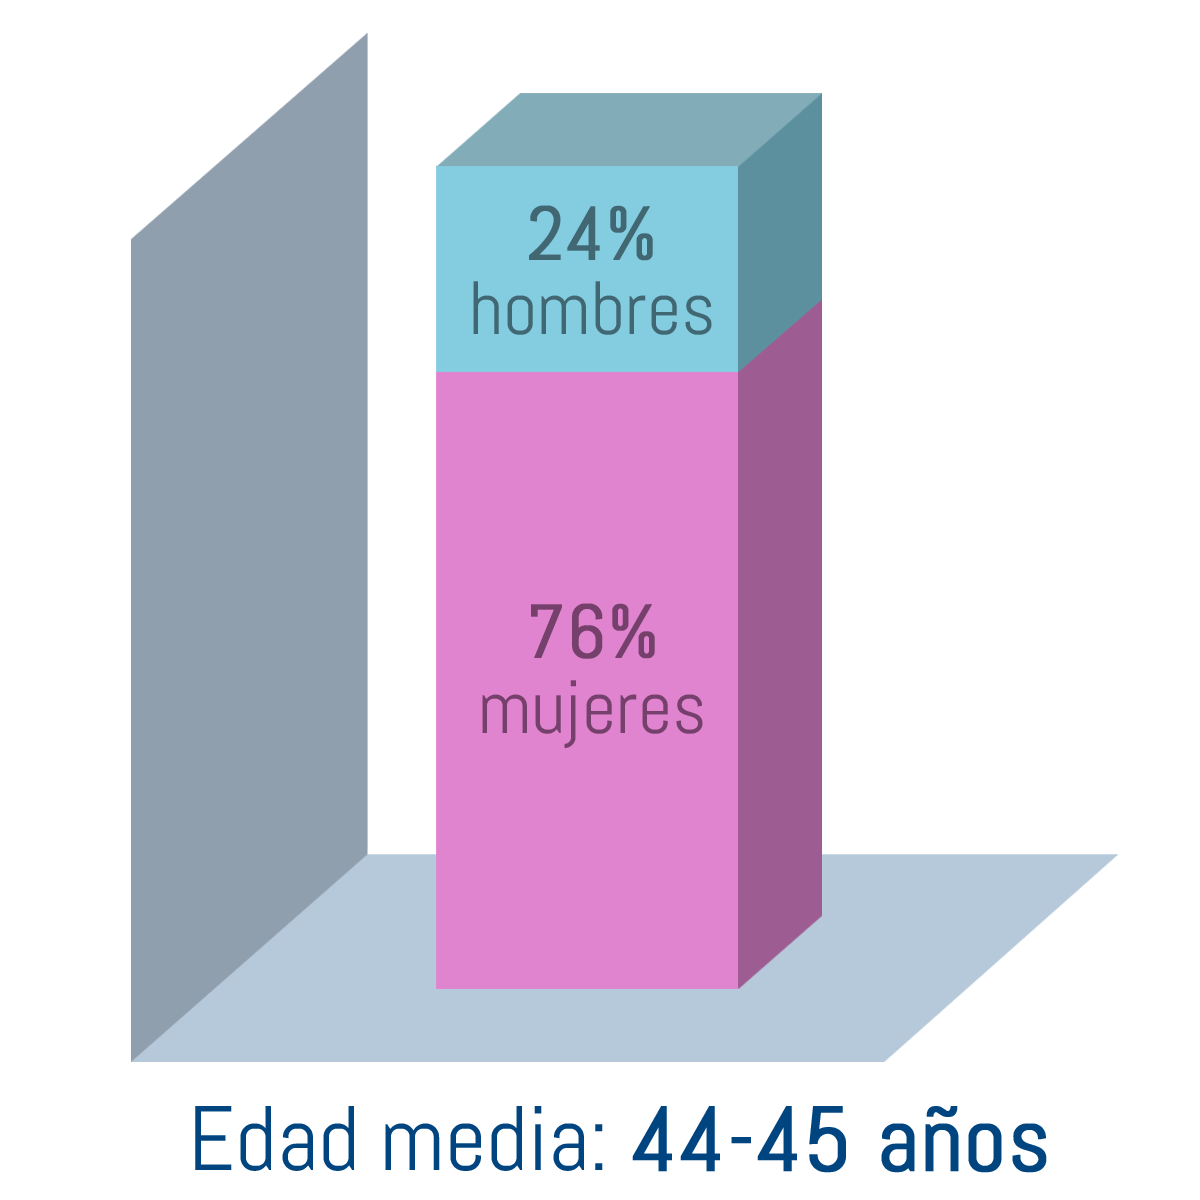 24%
hombres
76%
mujeres
Edad media: 44-45 años